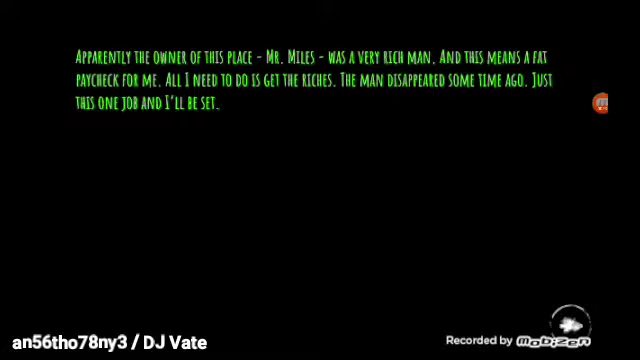 Apparently the owner of this place - Mr. Miles - was a very rich man. And this means a fat
paycheck for me. All I need to do is get the riches. The man disappeared some time ago. Just
this one job and I'll be set.
an56tho78ny3 / DJ Vate
Recorded by Mobizen